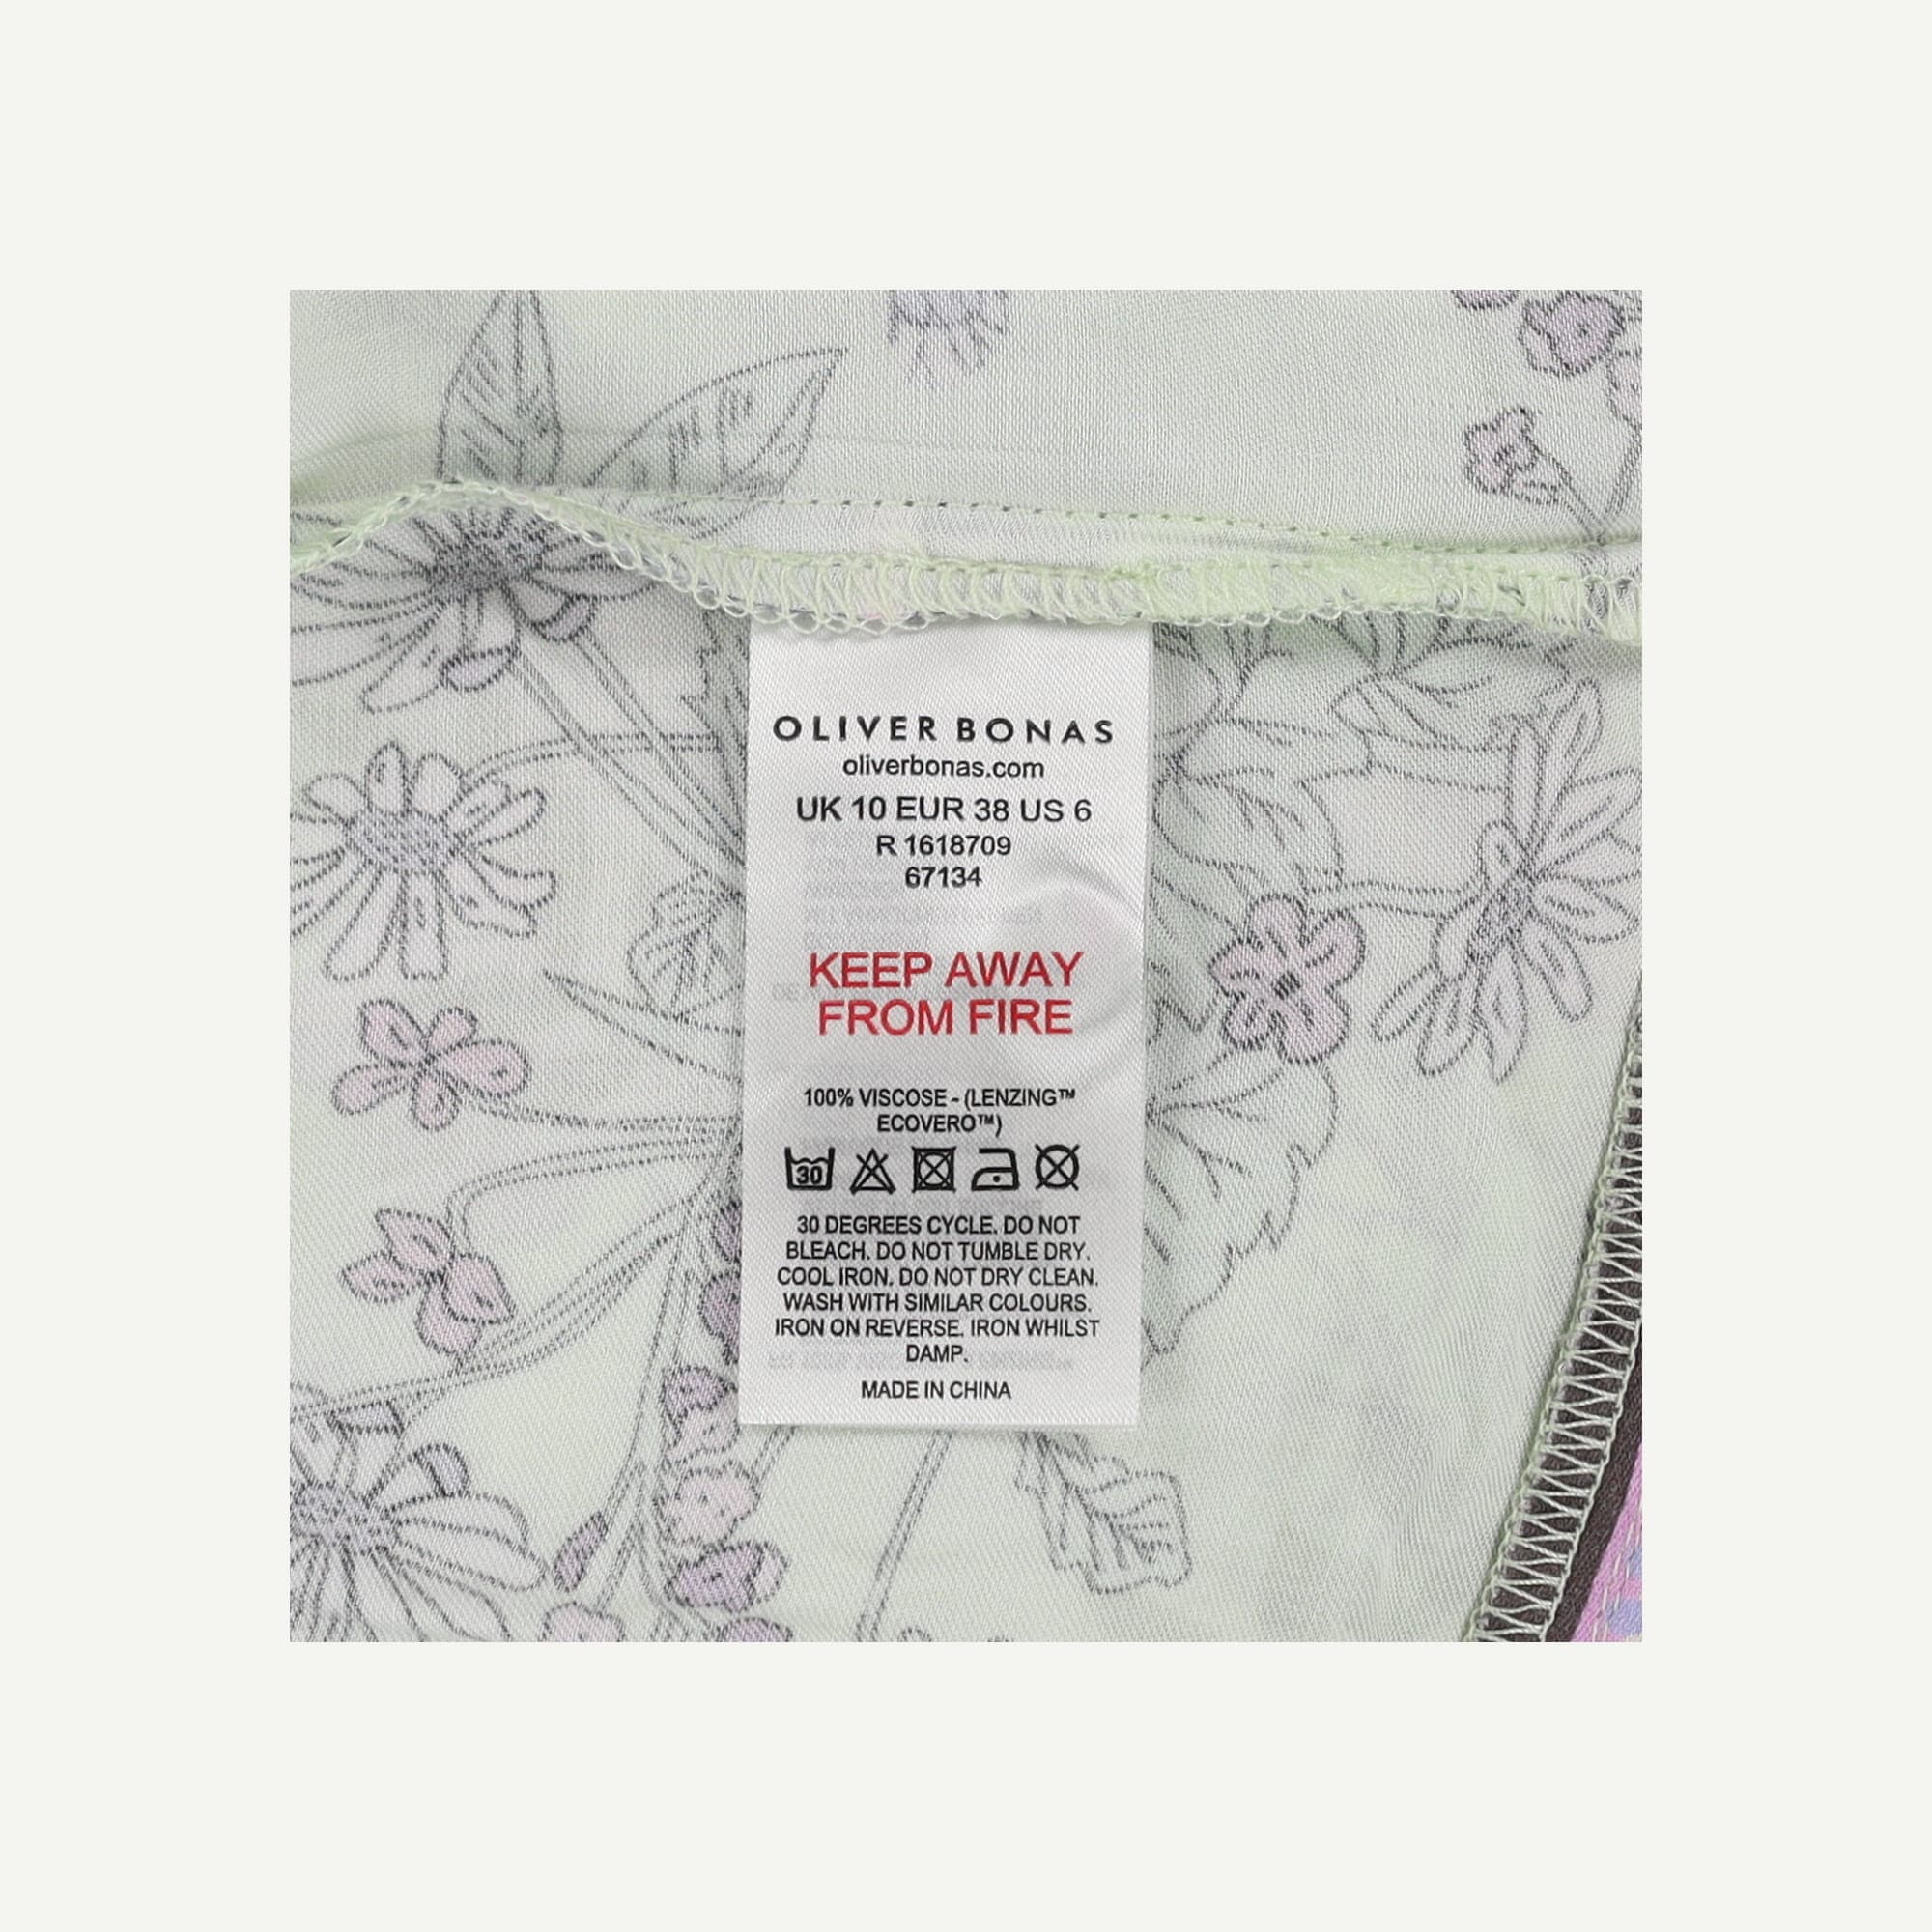 OLIVER BONAS
oliverbonas.com
UK 10 EUR 38 US 6
R 1618709
67134
KEEP AWAY
FROM FIRE
100% VISCOSE - (LENZING™
ECOVERO™)
30
30 DEGREES CYCLE. DO NOT
BLEACH. DO NOT TUMBLE DRY.
COOL IRON. DO NOT DRY CLEAN.
WASH WITH SIMILAR COLOURS.
IRON ON REVERSE. IRON WHILST
DAMP.
MADE IN CHINA